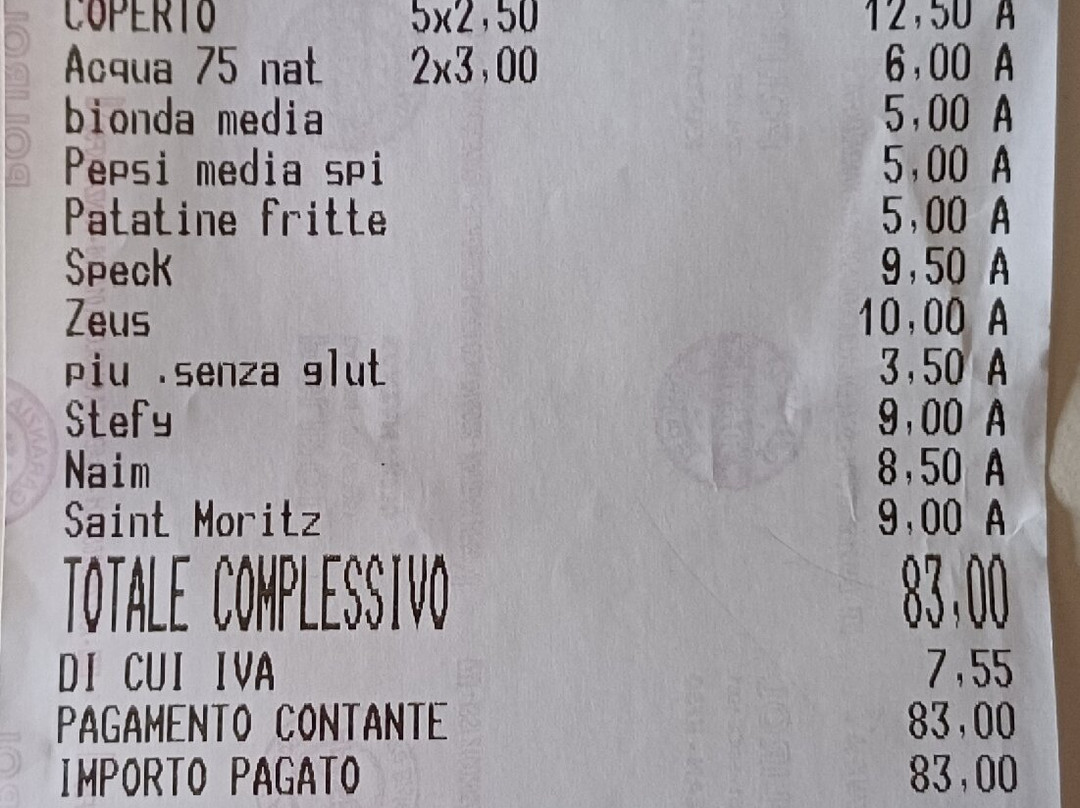 COPERTO 5x2,50 12,50 A
Acqua 75 nat 2x3,00 6,00 A
bionda media 5,00 A
Pepsi media spi 5,00 A
Patatine fritte 5,00 A
Speck 9,50 A
Zeus 10,00 A
piu .senza glut 3,50 A
Stefy 9,00 A
Naim 8,50 A
Saint Moritz 9,00 A
TOTALE COMPLESSIVO 83,00
DI CUI IVA 7,55
PAGAMENTO CONTANTE 83,00
IMPORTO PAGATO 83,00